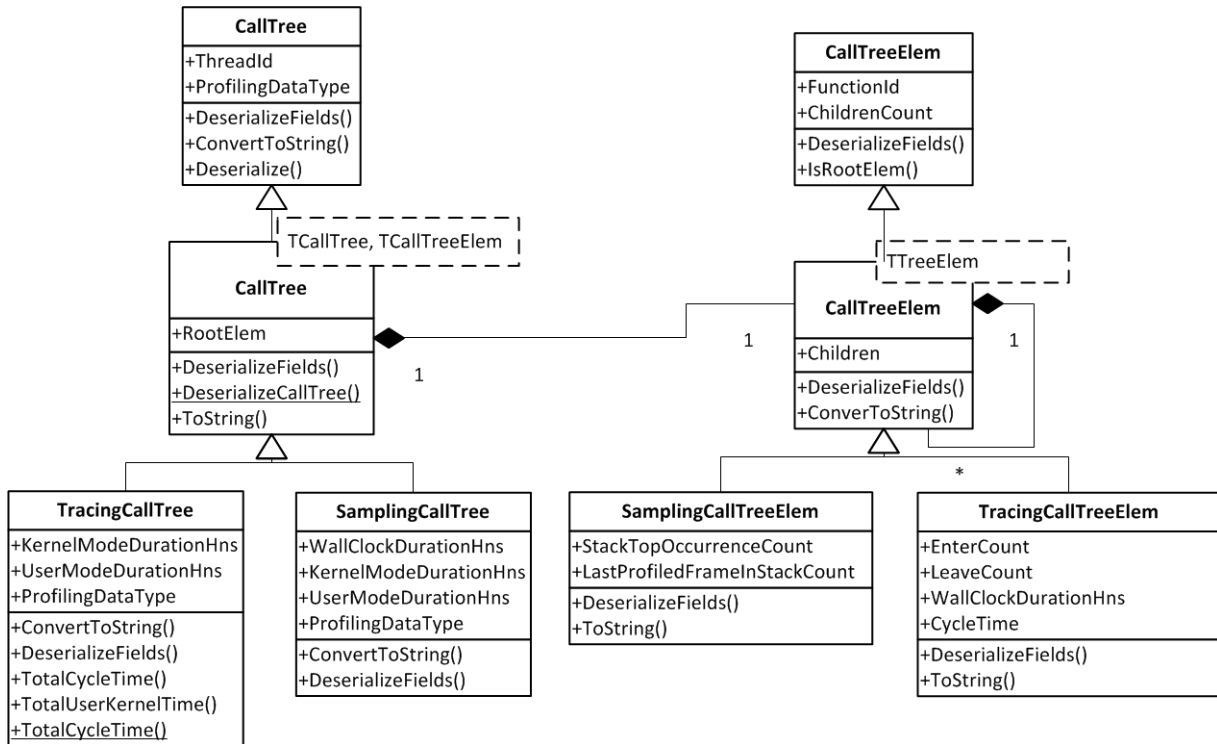 CallTree
+ThreadId
+ProfilingDataType
+DeserializeFields()
+ConvertToString()
+Deserialize()
CallTreeElem
+FunctionId
+ChildrenCount
+DeserializeFields()
+IsRootElem()
TCallTree, TCallTreeElem
CallTree
+RootElem
+DeserializeFields()
+DeserializeCallTree()
+ToString()
1
1
TTreeElem
CallTreeElem
+Children
+DeserializeFields()
+ConverToString()
1
*
TracingCallTree
+KernelModeDurationHns
+UserModeDurationHns
+ProfilingDataType
+ConvertToString()
+DeserializeFields()
+TotalCycleTime()
+TotalUserKernelTime()
+TotalCycleTime()
SamplingCallTree
+WallClockDurationHns
+KernelModeDurationHns
+UserModeDurationHns
+ProfilingDataType
+ConvertToString()
+DeserializeFields()
SamplingCallTreeElem
+StackTopOccurrenceCount
+LastProfiledFrameInStackCount
+DeserializeFields()
+ToString()
TracingCallTreeElem
+EnterCount
+LeaveCount
+WallClockDurationHns
+CycleTime
+DeserializeFields()
+ToString()